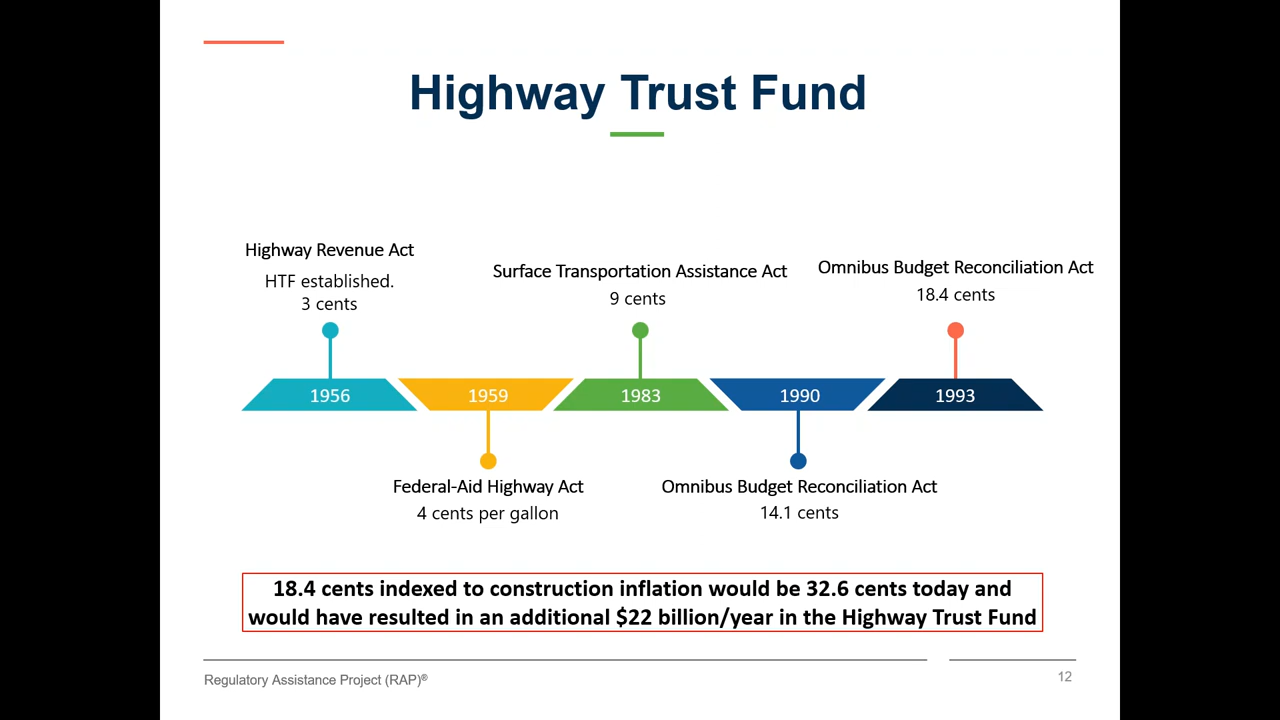 Highway Trust Fund
Highway Revenue Act
HTF established.
3 cents
Surface Transportation Assistance Act
9 cents
Omnibus Budget Reconciliation Act
18.4 cents
1956
1959
1983
1990
1993
Federal-Aid Highway Act
4 cents per gallon
Omnibus Budget Reconciliation Act
14.1 cents
18.4 cents indexed to construction inflation would be 32.6 cents today and
would have resulted in an additional $22 billion/year in the Highway Trust Fund
Regulatory Assistance Project (RAP)®
12